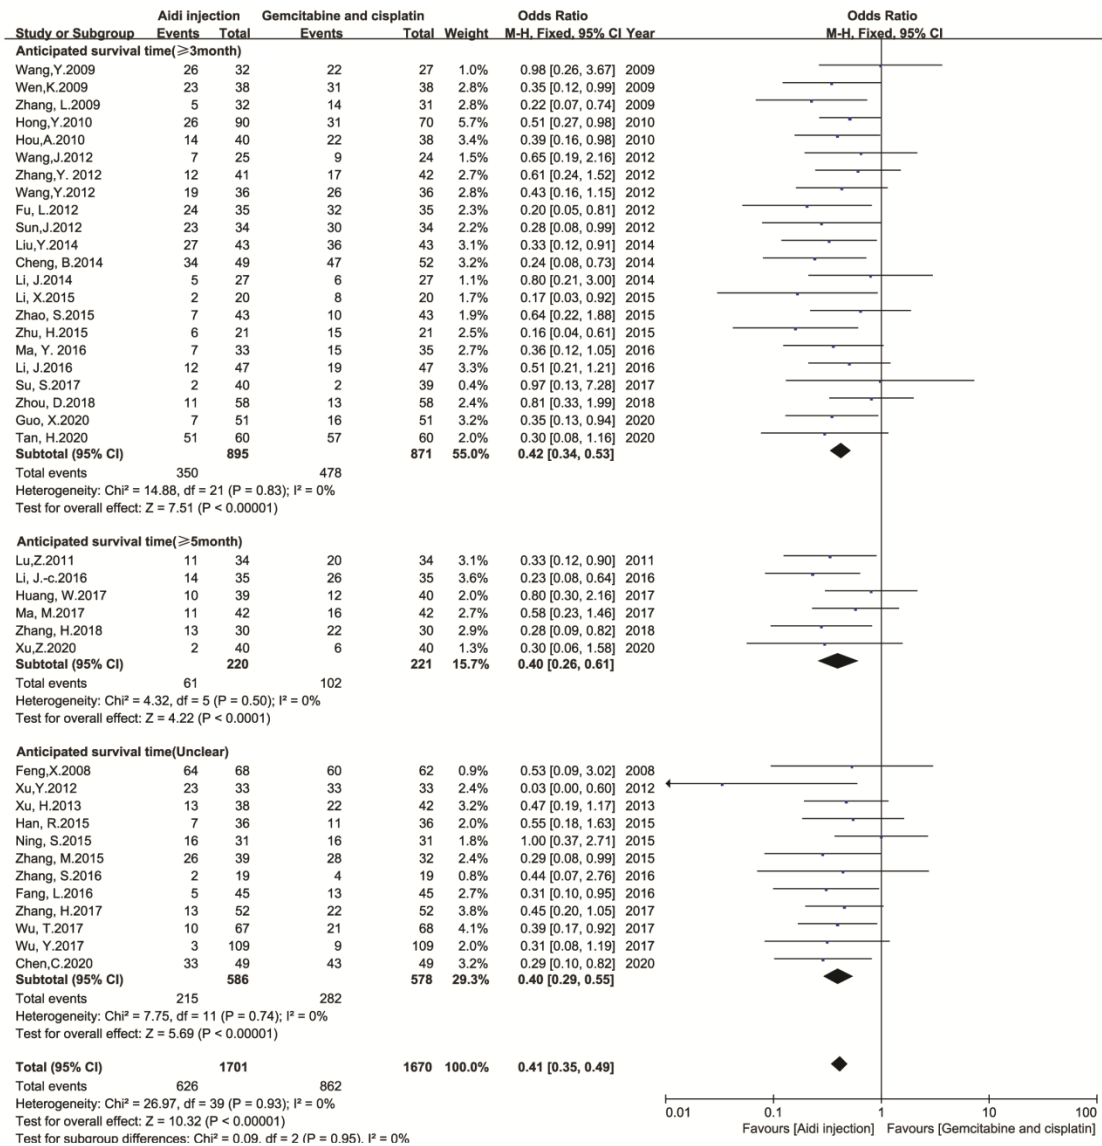 Aidi injection Gemcitabine and cisplatin Odds Ratio Odds Ratio
Study or Subgroup Events Total Events Total Weight M-H, Fixed, 95% CI Year M-H, Fixed, 95% CI
Anticipated survival time(≥3month)
Wang,Y.2009 26 32 22 27 1.0% 0.98 [0.26, 3.67] 2009
Wen,K.2009 23 38 31 38 2.8% 0.35 [0.12, 0.99] 2009
Zhang, L.2009 5 32 14 31 2.8% 0.22 [0.07, 0.74] 2009
Hong,Y.2010 26 90 31 70 5.7% 0.51 [0.27, 0.98] 2010
Hou,A.2010 14 40 22 38 3.4% 0.39 [0.16, 0.98] 2010
Wang,J.2012 7 25 9 24 1.5% 0.65 [0.19, 2.16] 2012
Zhang,Y. 2012 12 41 17 42 2.8% 0.61 [0.24, 1.52] 2012
Wang,Y.2012 19 36 26 36 2.8% 0.43 [0.16, 1.15] 2012
Fu, L.2012 24 35 32 35 2.2% 0.20 [0.05, 0.81] 2012
Sun,J.2012 23 34 30 34 2.2% 0.28 [0.08, 0.99] 2012
Liu,Y.2014 27 43 36 43 3.1% 0.33 [0.12, 0.91] 2014
Cheng, B.2014 34 49 47 52 3.2% 0.24 [0.08, 0.73] 2014
Li, J.2014 5 27 6 27 1.1% 0.80 [0.21, 3.00] 2014
Li, X.2015 2 20 8 20 1.7% 0.17 [0.03, 0.92] 2015
Zhao, S.2015 7 43 10 43 1.9% 0.64 [0.22, 1.88] 2015
Zhu, H.2015 6 21 15 21 2.5% 0.16 [0.04, 0.61] 2015
Ma, Y. 2016 7 33 15 35 2.7% 0.36 [0.12, 1.05] 2016
Li, J.2016 12 47 19 47 3.3% 0.51 [0.21, 1.21] 2016
Su, S.2017 2 40 2 39 0.4% 0.97 [0.13, 7.28] 2017
Zhou, D.2018 11 58 13 58 2.4% 0.81 [0.33, 1.99] 2018
Guo, X.2020 7 51 16 51 3.2% 0.35 [0.13, 0.94] 2020
Tan, H.2020 51 60 57 60 2.0% 0.30 [0.08, 1.16] 2020
Subtotal (95% CI) 895 871 55.0% 0.42 [0.34, 0.53]
Total events 350 478
Heterogeneity: Chi² = 14.88, df = 21 (P = 0.83); I² = 0%
Test for overall effect: Z = 7.51 (P < 0.00001)
Anticipated survival time(≥5month)
Lu,Z.2011 11 34 20 34 3.1% 0.33 [0.12, 0.90] 2011
Li, J.-c.2016 14 35 26 35 3.6% 0.23 [0.08, 0.64] 2016
Huang, W.2017 10 39 12 40 2.0% 0.80 [0.30, 2.16] 2017
Ma, M.2017 11 42 16 42 2.7% 0.58 [0.23, 1.46] 2017
Zhang, H.2018 13 30 22 30 2.9% 0.28 [0.09, 0.82] 2018
Xu,Z.2020 2 40 6 40 1.3% 0.30 [0.06, 1.58] 2020
Subtotal (95% CI) 220 221 15.7% 0.40 [0.26, 0.61]
Total events 61 102
Heterogeneity: Chi² = 4.32, df = 5 (P = 0.50); I² = 0%
Test for overall effect: Z = 4.22 (P < 0.0001)
Anticipated survival time(Unclear)
Feng,X.2008 64 68 60 62 0.9% 0.53 [0.09, 3.02] 2008
Xu,Y.2012 23 33 33 33 2.4% 0.03 [0.00, 0.60] 2012
Xu, H.2013 13 38 22 42 3.2% 0.47 [0.19, 1.17] 2013
Han, R.2015 7 36 11 36 2.0% 0.55 [0.18, 1.63] 2015
Ning, S.2015 16 31 16 31 1.8% 1.00 [0.37, 2.71] 2015
Zhang, M.2015 26 39 28 32 2.4% 0.29 [0.08, 0.99] 2015
Zhang, S.2016 2 19 4 19 0.8% 0.44 [0.07, 2.76] 2016
Fang, L.2016 5 45 13 45 2.7% 0.31 [0.10, 0.95] 2016
Zhang, H.2017 13 52 22 52 3.8% 0.45 [0.20, 1.05] 2017
Wu, T.2017 10 67 21 68 4.1% 0.39 [0.17, 0.92] 2017
Wu, Y.2017 3 109 9 109 2.0% 0.31 [0.08, 1.19] 2017
Chen,C.2020 33 49 43 49 3.2% 0.29 [0.10, 0.82] 2020
Subtotal (95% CI) 586 578 29.3% 0.40 [0.29, 0.55]
Total events 215 282
Heterogeneity: Chi² = 7.75, df = 11 (P = 0.74); I² = 0%
Test for overall effect: Z = 5.69 (P < 0.00001)
Total (95% CI) 1701 1670 100.0% 0.41 [0.35, 0.49]
Total events 626 862
Heterogeneity: Chi² = 26.97, df = 39 (P = 0.93); I² = 0%
Test for overall effect: Z = 10.32 (P < 0.00001)
Test for subgroup differences: Chi² = 0.09, df = 2 (P = 0.95), I² = 0%
0.01 0.1 1 10 100
Favours [Aidi injection] Favours [Gemcitabine and cisplatin]